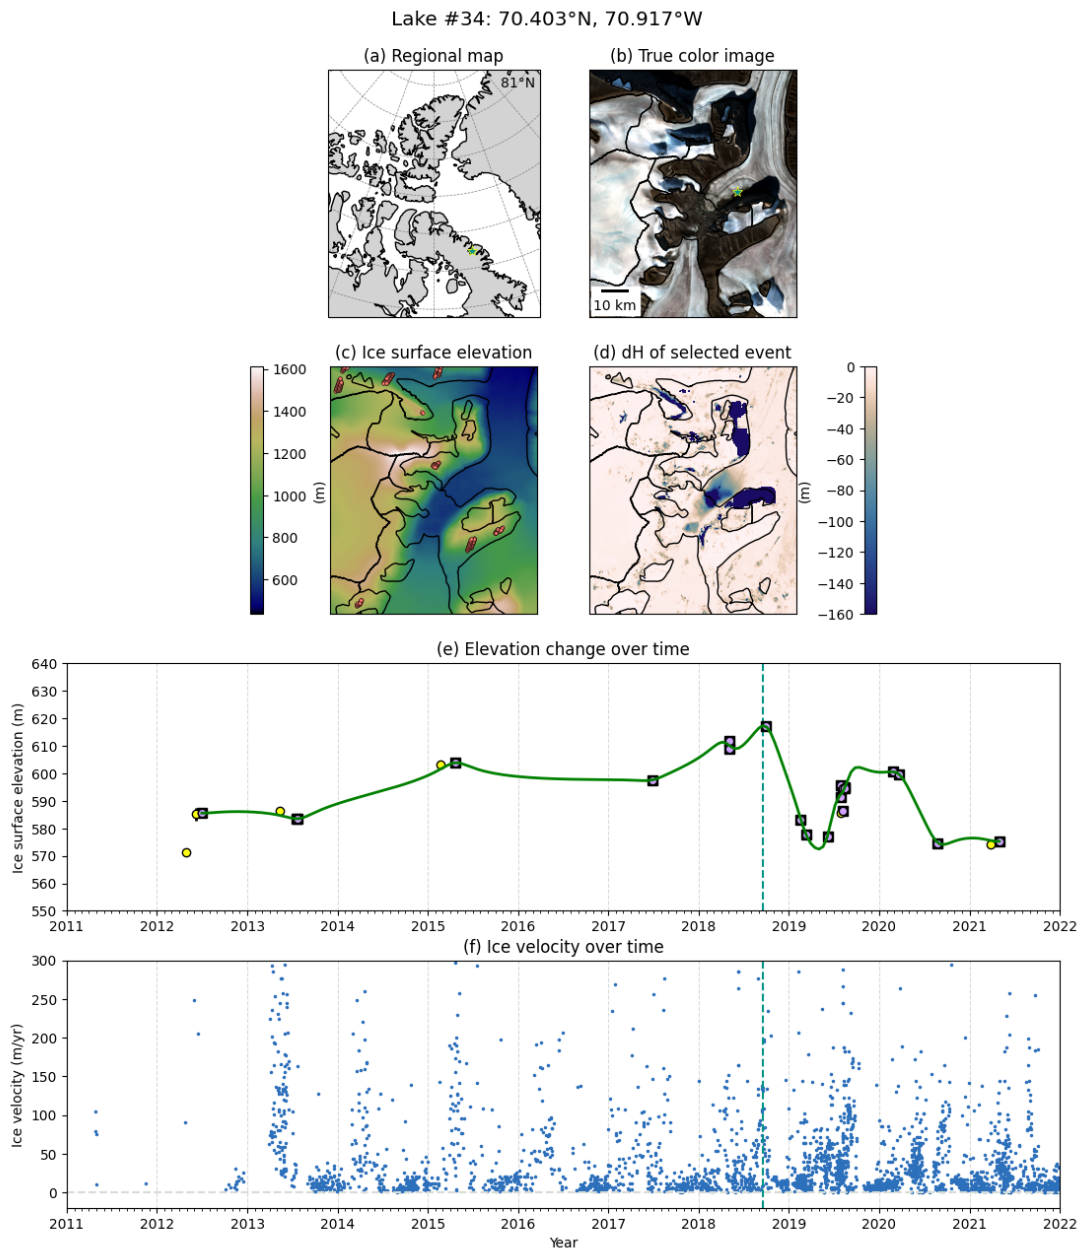 Lake #34: 70.403°N, 70.917°W
(a) Regional map
(b) True color image
81°N
10 km
(c) Ice surface elevation
(d) dH of selected event
1600
1400
1200
1000
800
600
(m)
0
−20
−40
−60
−80
−100
−120
−140
−160
(m)
(e) Elevation change over time
640
630
620
610
600
590
580
570
560
550
Ice surface elevation (m)
2011 2012 2013 2014 2015 2016 2017 2018 2019 2020 2021 2022
(f) Ice velocity over time
300
250
200
150
100
50
0
Ice velocity (m/yr)
2011 2012 2013 2014 2015 2016 2017 2018 2019 2020 2021 2022
Year